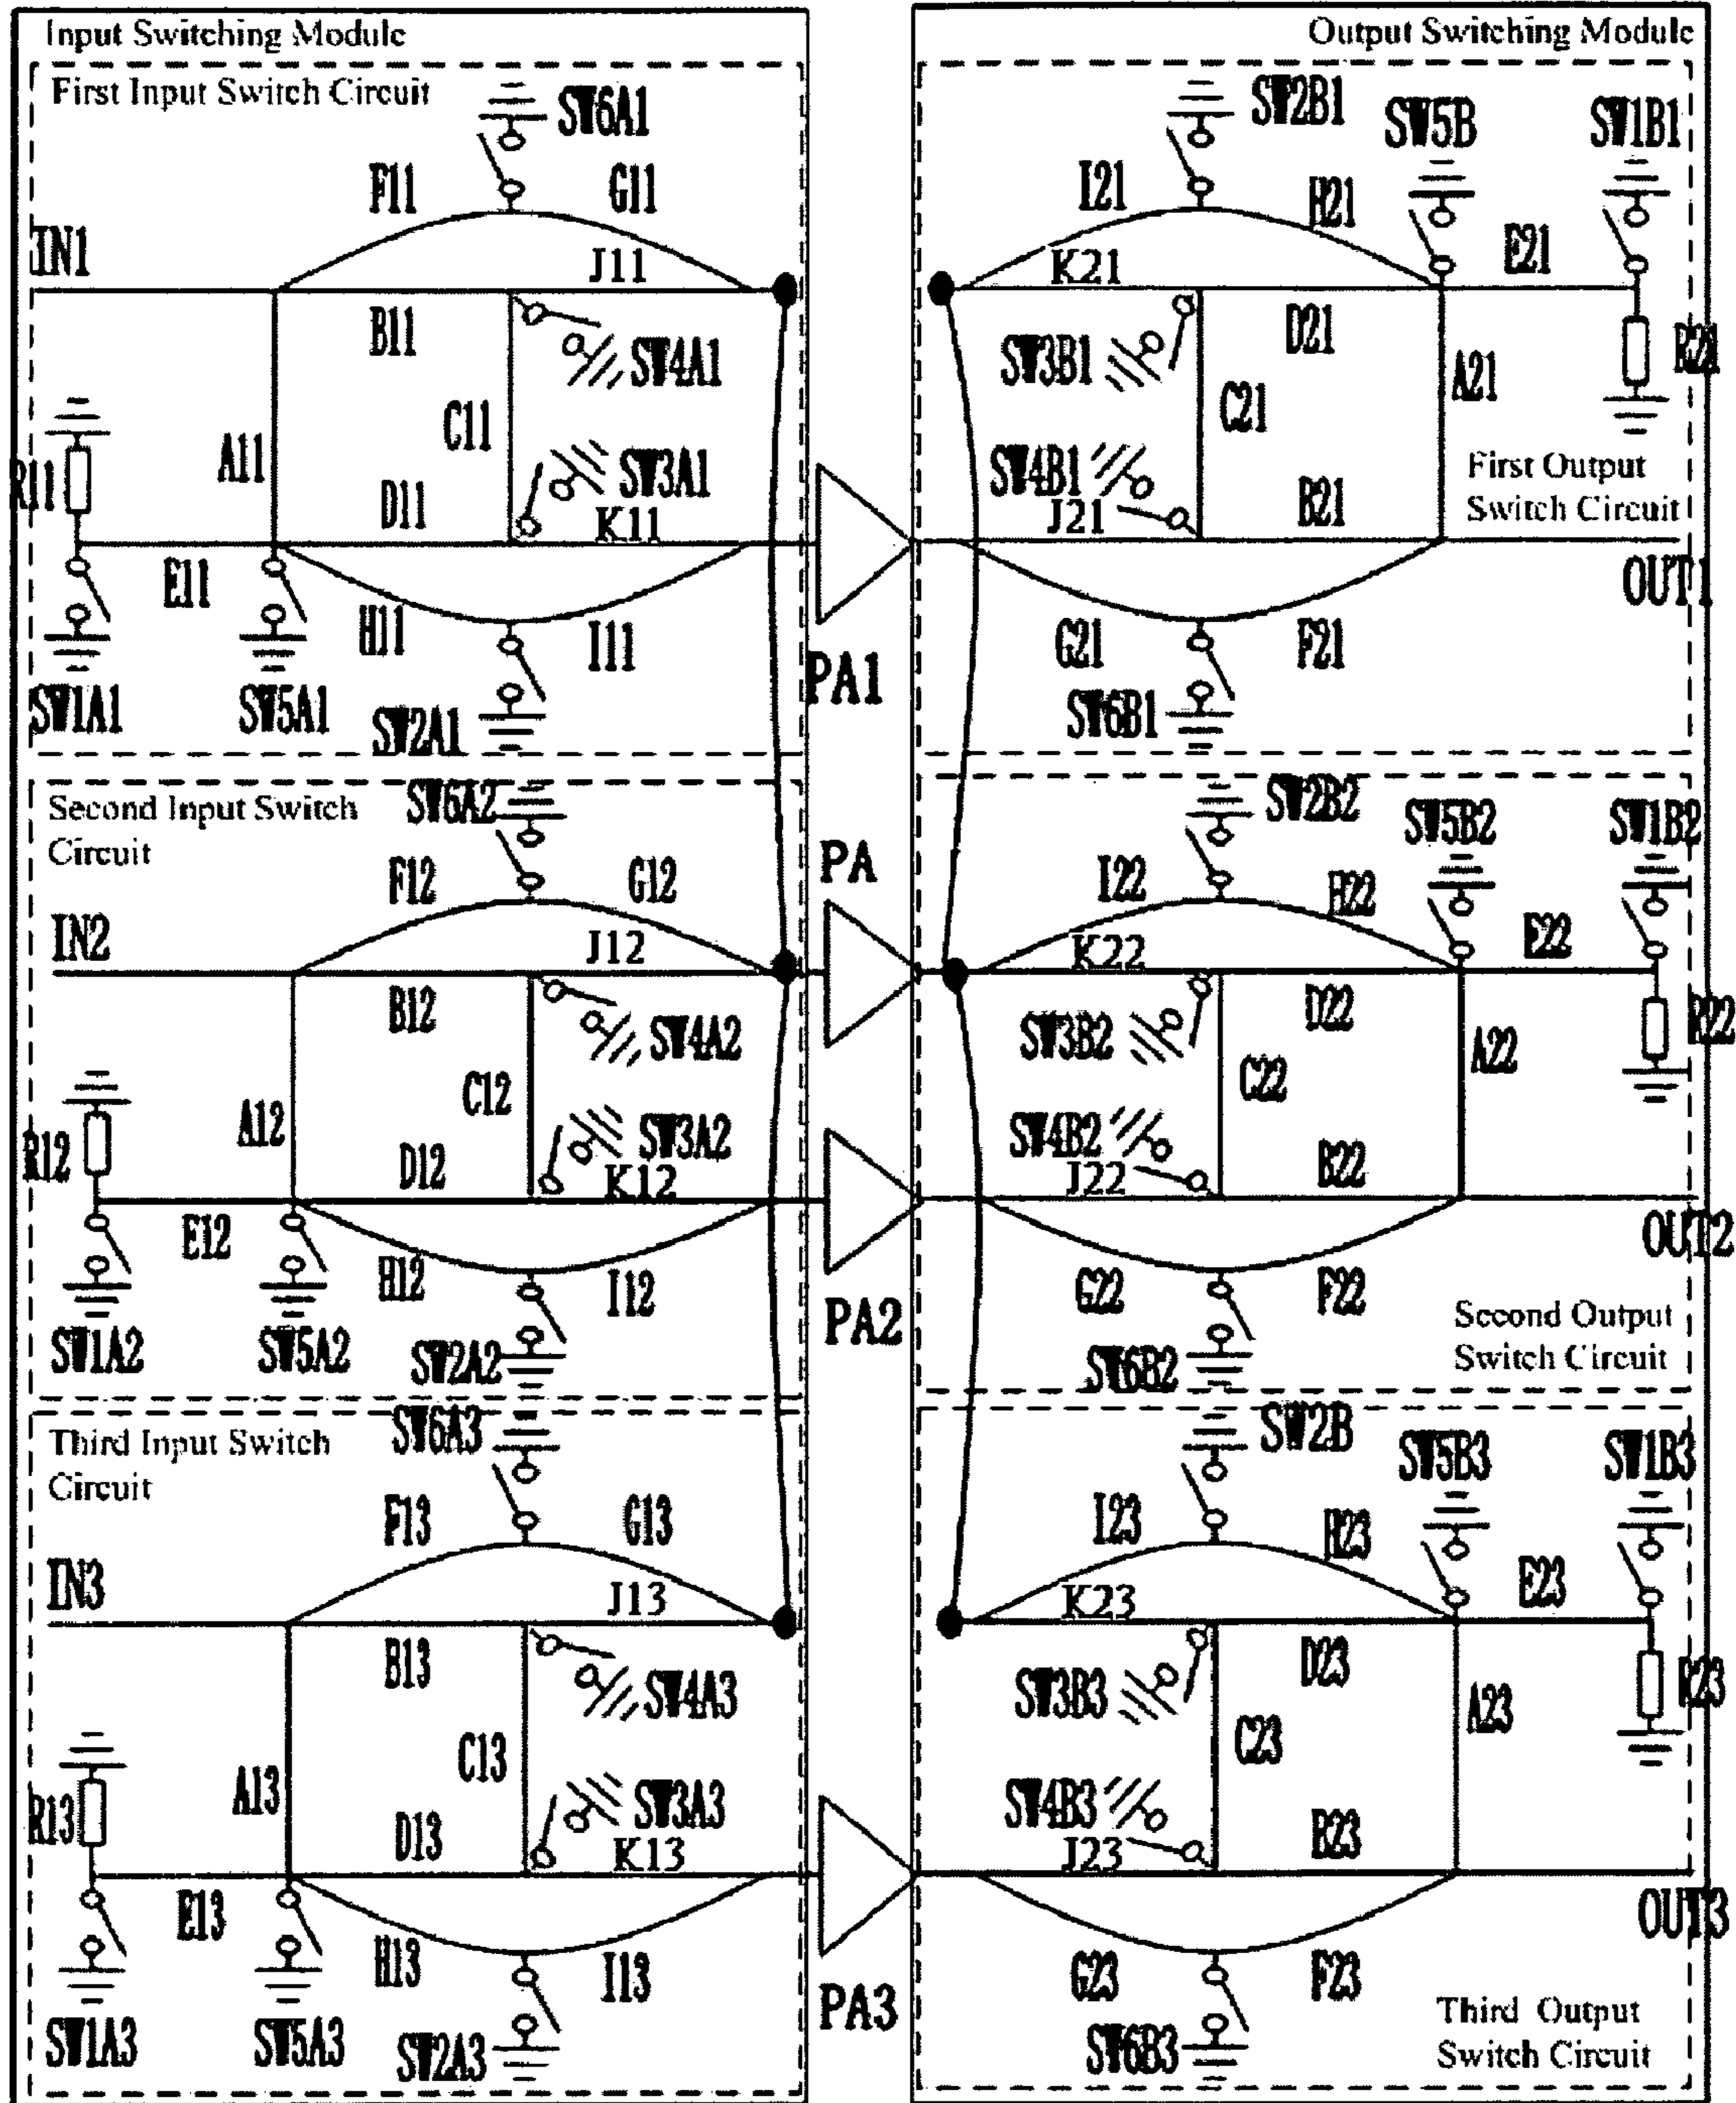 Input Switching Module
Output Switching Module
First Input Switch Circuit
SW6A1
F11
G11
IN1
J11
B11
SW4A1
C11
A11
R11
SW3A1
D11
K11
E11
H11
I11
SW1A1
SW5A1
SW2A1
PA1
SW2B1
SW5B
SW1B1
I21
H21
E21
K21
D21
SW3B1
R21
A21
C21
SW4B1
First Output
Switch Circuit
J21
B21
OUT1
G21
F21
SW6B1
Second Input Switch
Circuit
SW6A2
F12
G12
IN2
J12
B12
SW4A2
C12
A12
R12
SW3A2
D12
K12
E12
H12
I12
SW1A2
SW5A2
SW2A2
PA
PA2
SW2B2
SW5B2
SW1B2
I22
H22
E22
K22
D22
SW3B2
R22
A22
C22
SW4B2
J22
B22
OUT2
G22
F22
SW6B2
Second Output
Switch Circuit
Third Input Switch
Circuit
SW6A3
F13
G13
IN3
J13
B13
SW4A3
C13
A13
R13
SW3A3
D13
K13
E13
H13
I13
SW1A3
SW5A3
SW2A3
PA3
SW2B
SW5B3
SW1B3
I23
H23
E23
K23
D23
SW3B3
R23
A23
C23
SW4B3
J23
B23
OUT3
G23
F23
SW6B3
Third Output
Switch Circuit